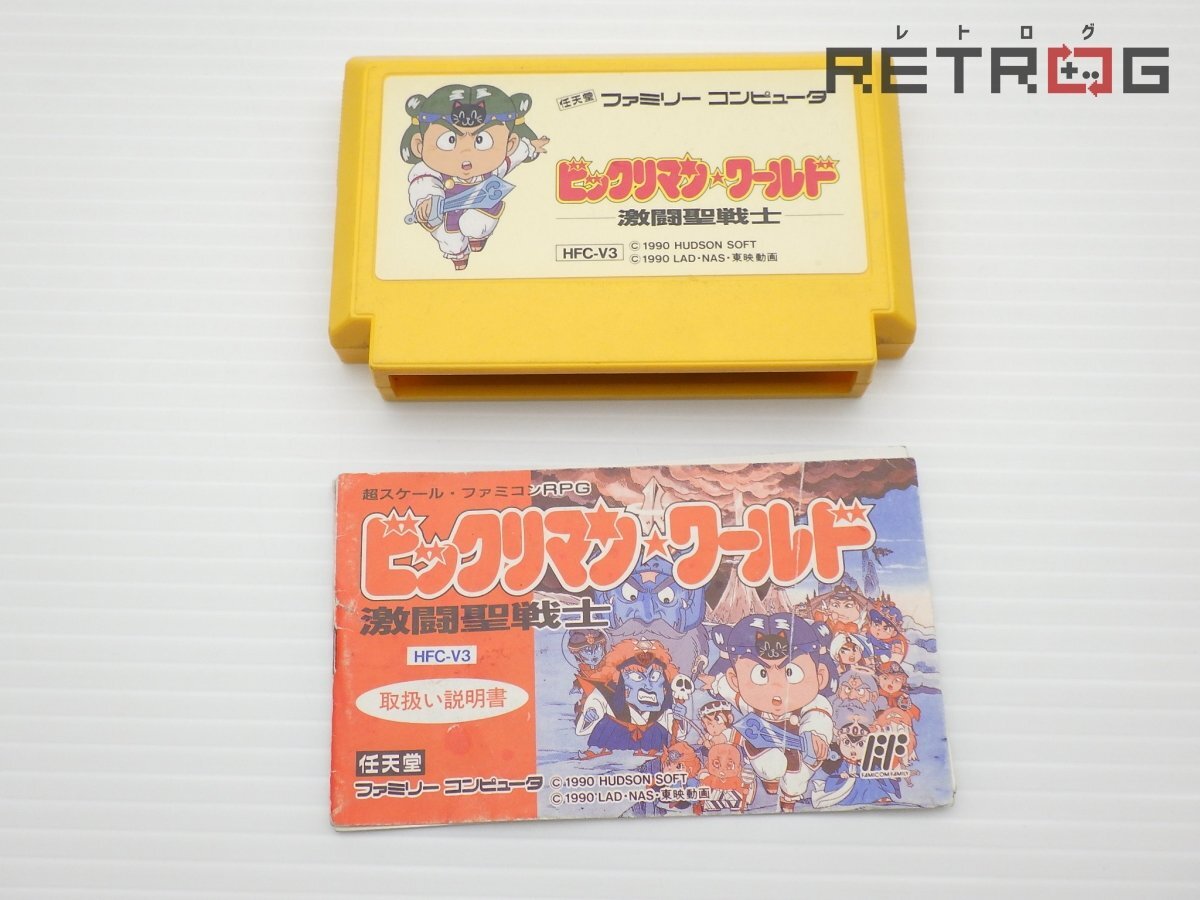 レトログ
RETROG
任天堂 ファミリー コンピュータ
ビックリマン★ワールド
激闘聖戦士
HFC-V3
© 1990 HUDSON SOFT
© 1990 LAD・NAS・東映動画
超スケール・ファミコンRPG
ビックリマン★ワールド
激闘聖戦士
HFC-V3
取扱い説明書
任天堂
ファミリー コンピュータ
© 1990 HUDSON SOFT
© 1990 LAD・NAS・東映動画
FF
FAMICOM FAMILY